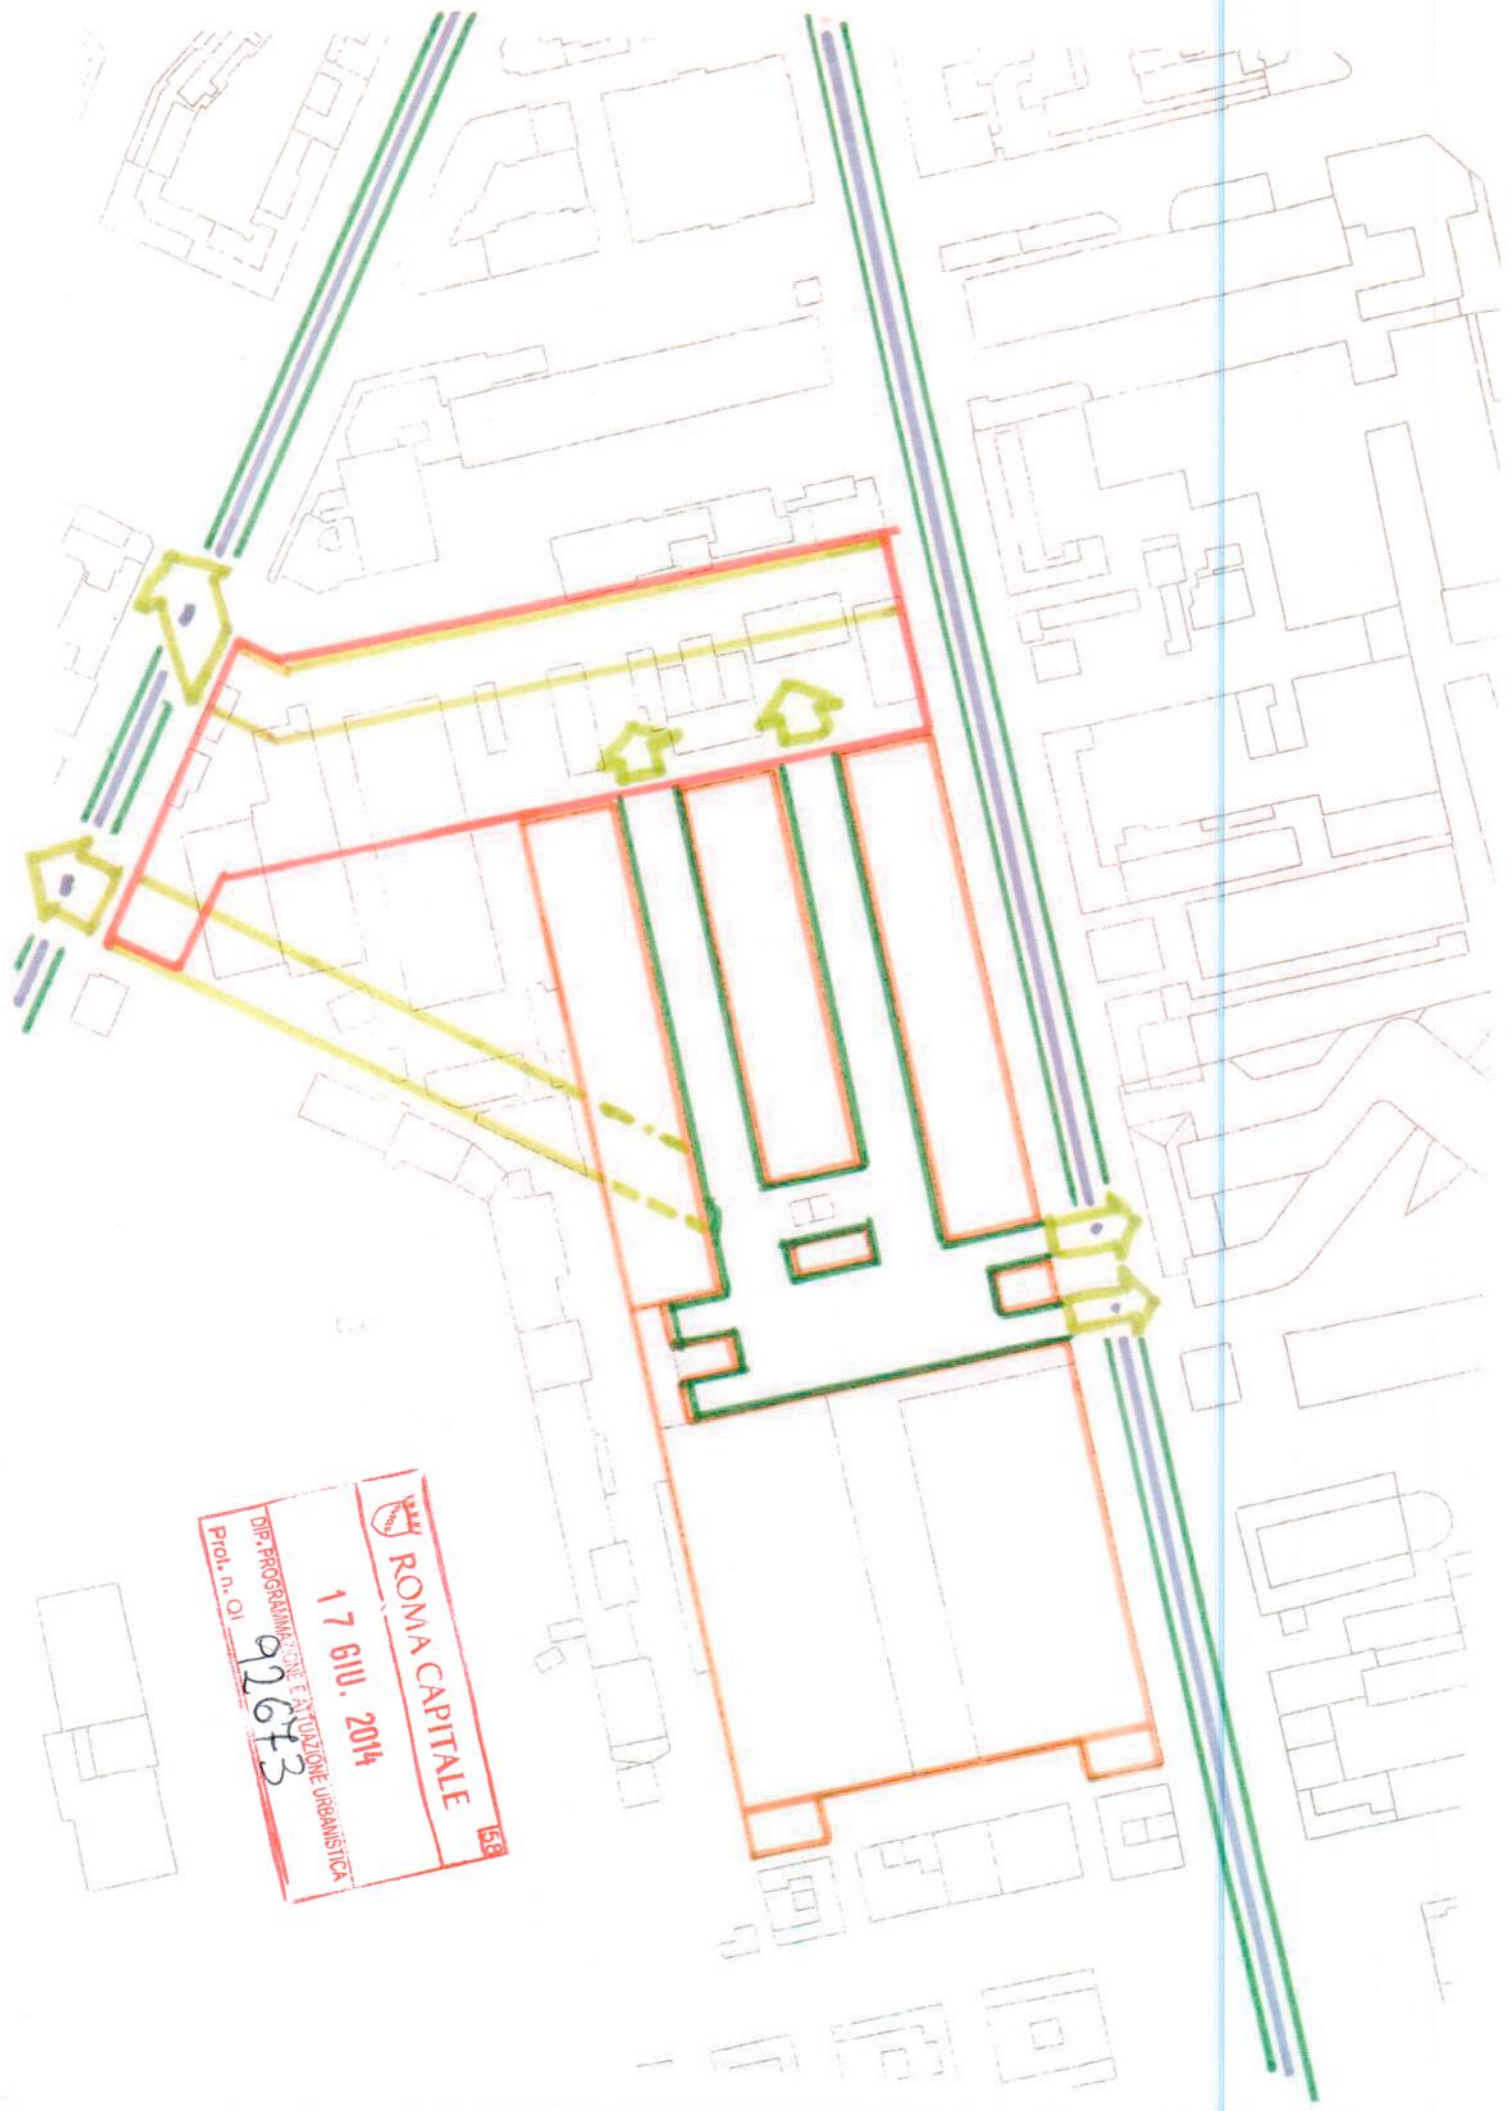 ROMA CAPITALE 58
17 GIU. 2014
DIP. PROGRAMMAZIONE E ATTUAZIONE URBANISTICA
Prot. n. QI 92673